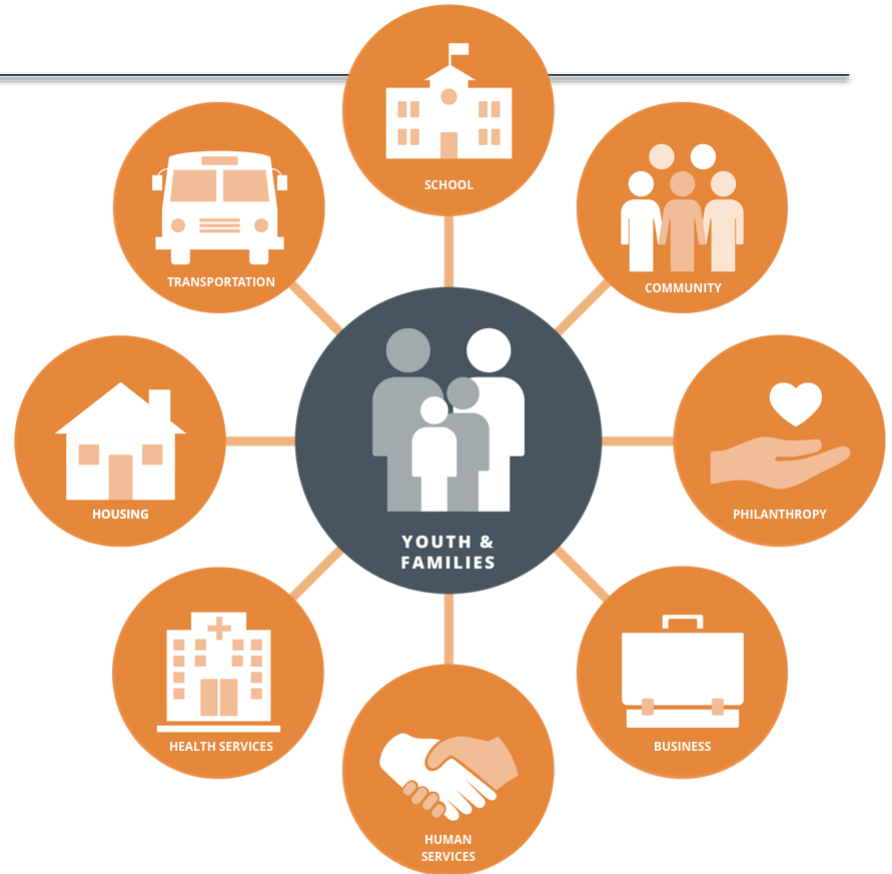 SCHOOL
TRANSPORTATION
COMMUNITY
HOUSING
YOUTH &
FAMILIES
PHILANTHROPY
HEALTH SERVICES
BUSINESS
HUMAN
SERVICES